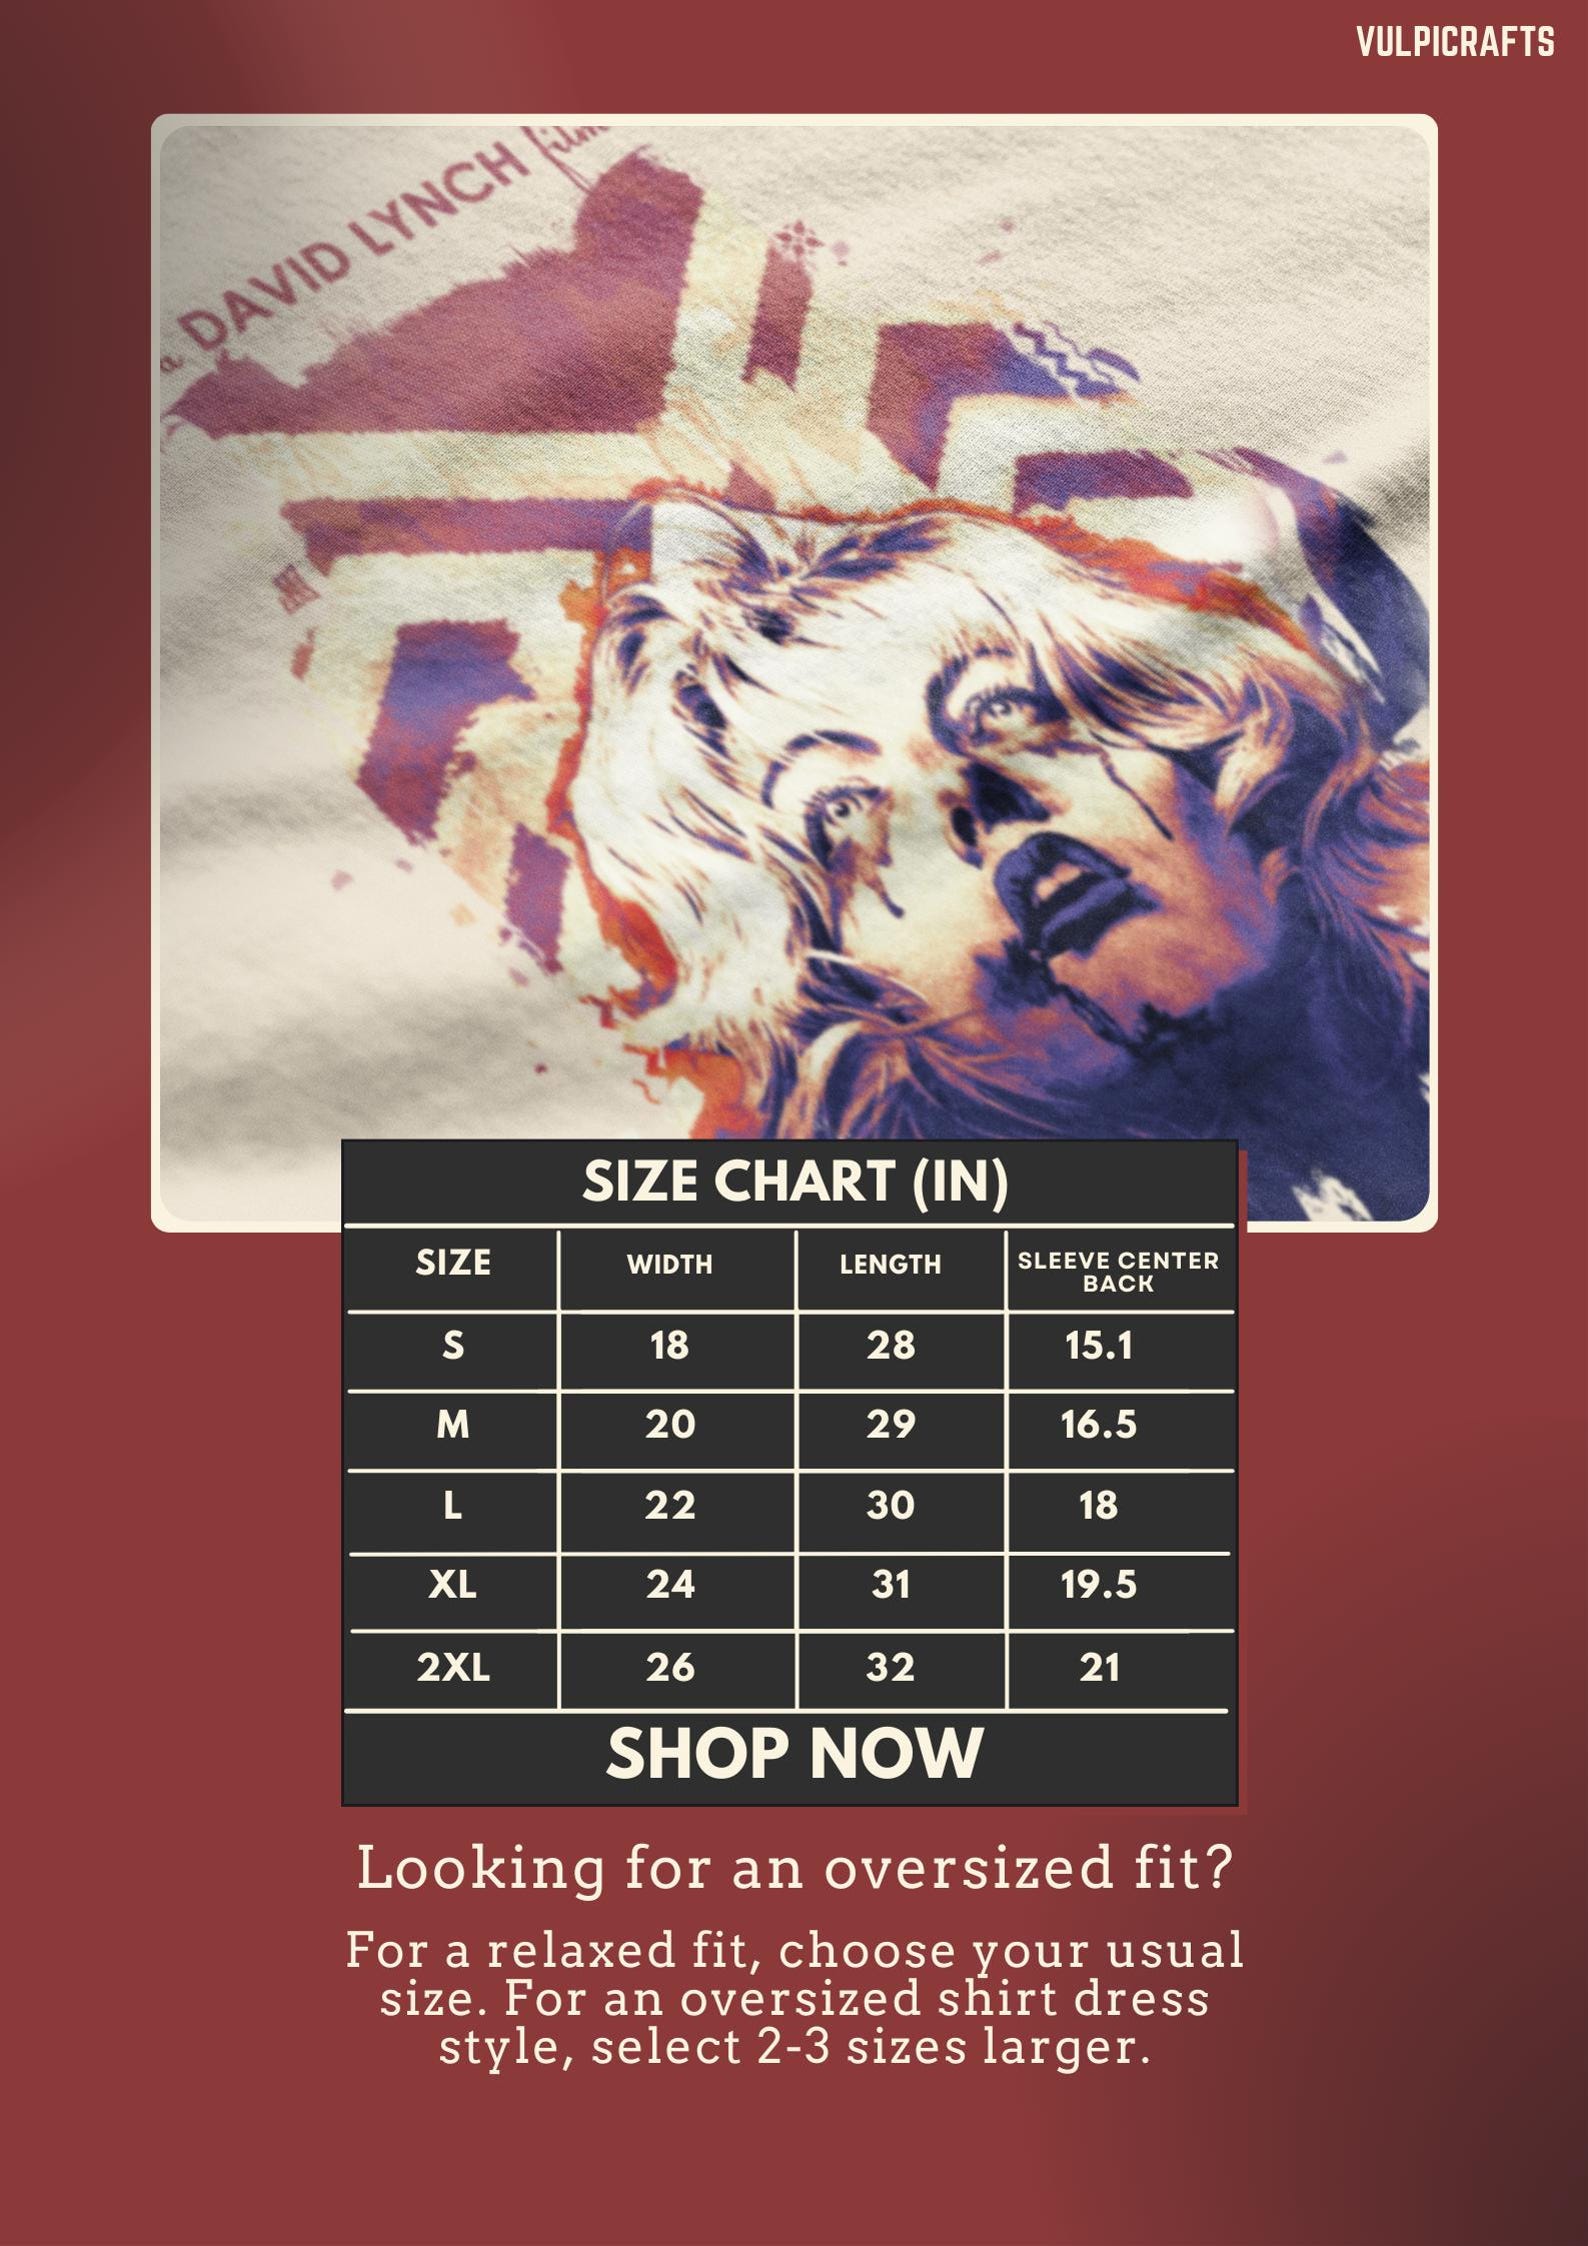 VULPICRAFTS
a DAVID LYNCH film
SIZE CHART (IN)
SIZE WIDTH LENGTH SLEEVE CENTER BACK
S 18 28 15.1
M 20 29 16.5
L 22 30 18
XL 24 31 19.5
2XL 26 32 21
SHOP NOW
Looking for an oversized fit?
For a relaxed fit, choose your usual
size. For an oversized shirt dress
style, select 2-3 sizes larger.